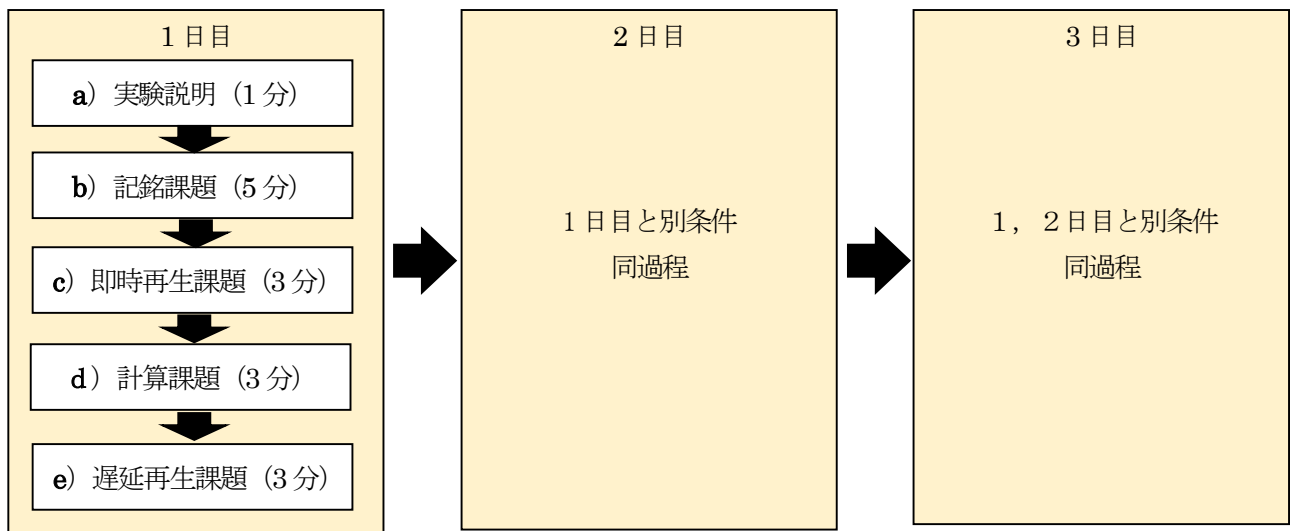 1日目
a）実験説明（1分）
b）記銘課題（5分）
c）即時再生課題（3分）
d）計算課題（3分）
e）遅延再生課題（3分）
2日目
1日目と別条件
同過程
3日目
1，2日目と別条件
同過程